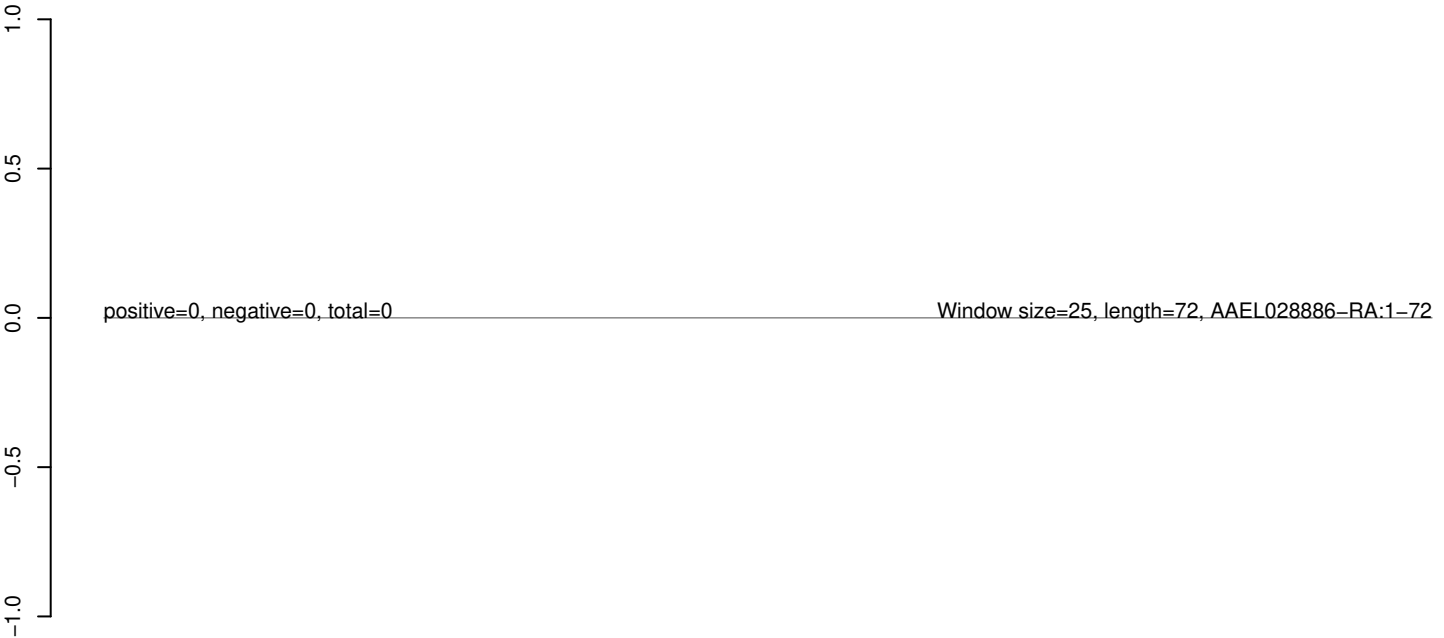 1.0
0.5
0.0
−0.5
−1.0
positive=0, negative=0, total=0
Window size=25, length=72, AAEL028886−RA:1−72